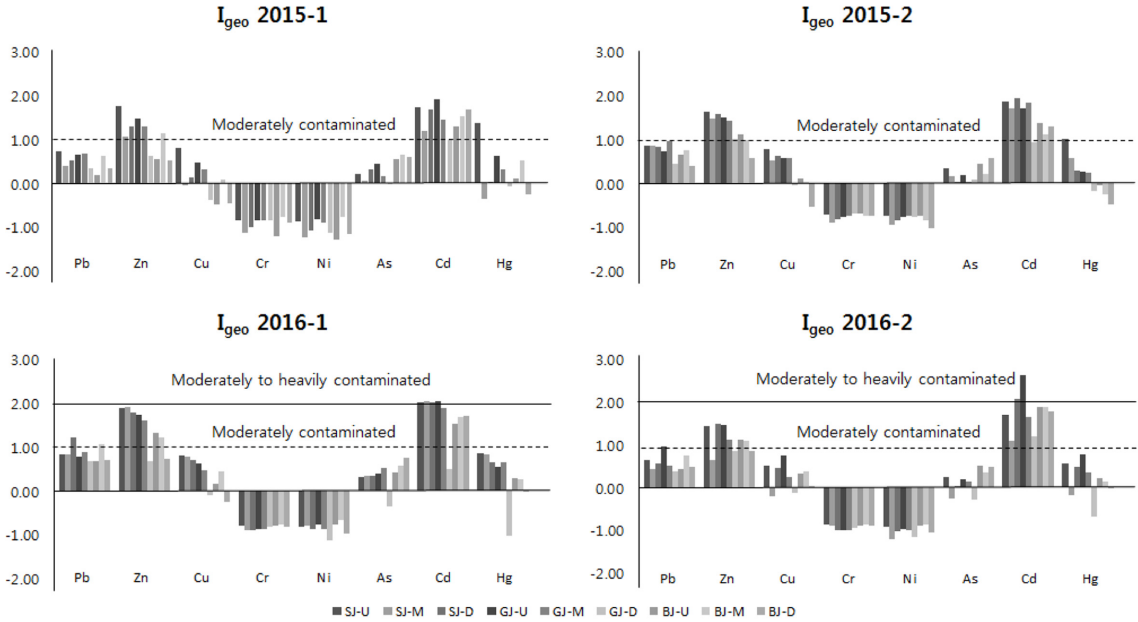 Igeo 2015-1
3.00
2.00
1.00
0.00
-1.00
-2.00
Moderately contaminated
Pb Zn Cu Cr Ni As Cd Hg
Igeo 2015-2
3.00
2.00
1.00
0.00
-1.00
-2.00
Moderately contaminated
Pb Zn Cu Cr Ni As Cd Hg
Igeo 2016-1
3.00
2.00
1.00
0.00
-1.00
-2.00
Moderately to heavily contaminated
Moderately contaminated
Pb Zn Cu Cr Ni As Cd Hg
Igeo 2016-2
3.00
2.00
1.00
0.00
-1.00
-2.00
Moderately to heavily contaminated
Moderately contaminated
Pb Zn Cu Cr Ni As Cd Hg
SJ-U SJ-M SJ-D GJ-U GJ-M GJ-D BJ-U BJ-M BJ-D